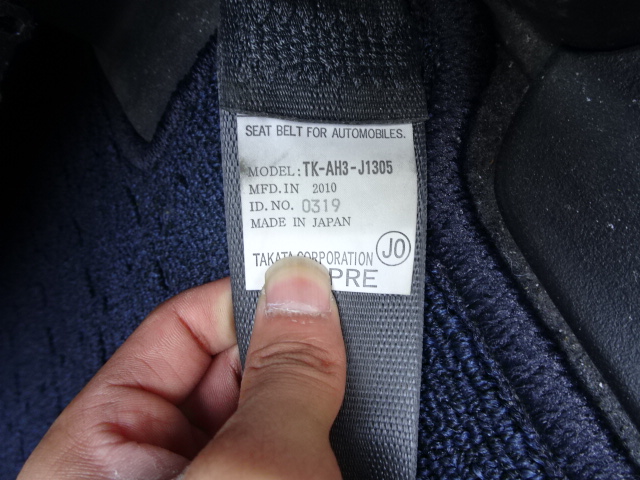 SEAT BELT FOR AUTOMOBILES.
MODEL: TK-AH3-J1305
MFD. IN 2010
ID. NO. 0319
MADE IN JAPAN
JO
TAKATA CORPORATION